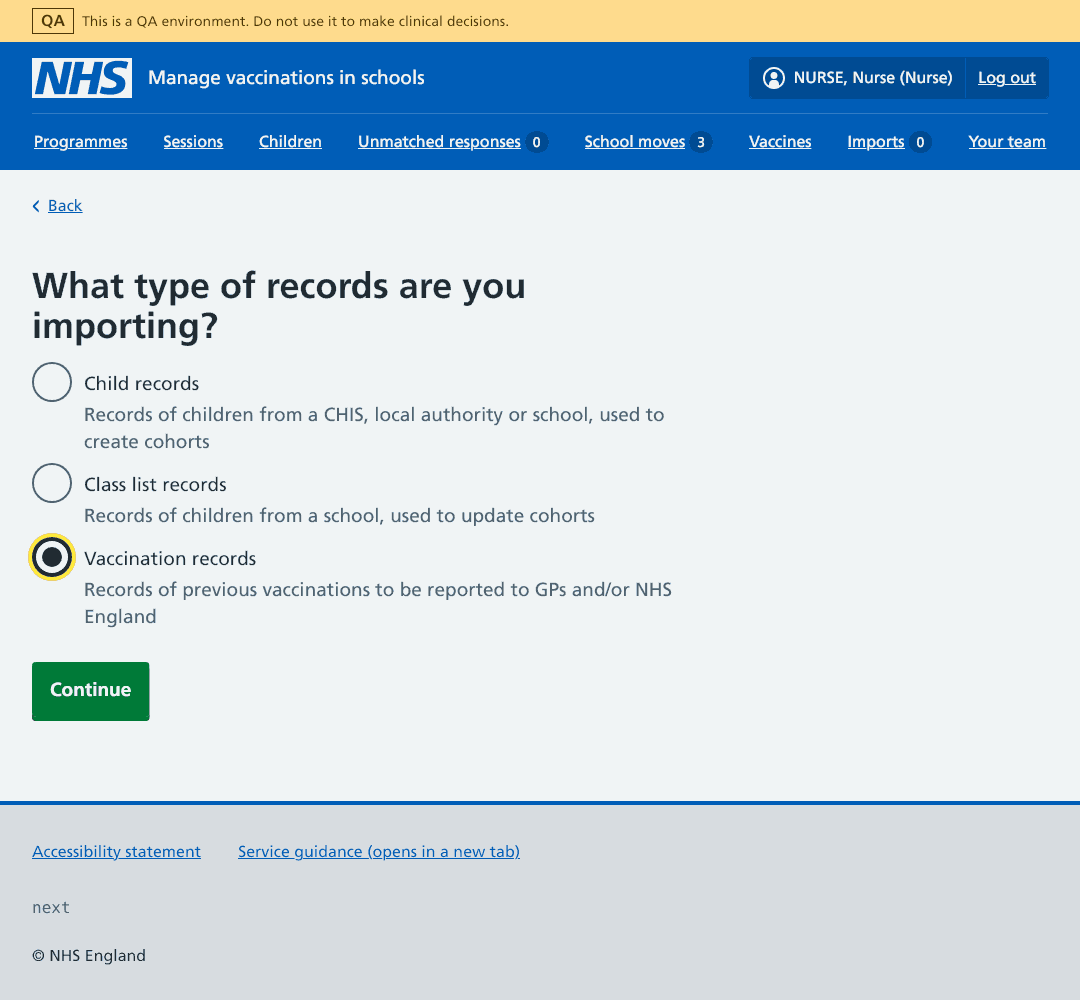 QA This is a QA environment. Do not use it to make clinical decisions.
NHS Manage vaccinations in schools NURSE, Nurse (Nurse) Log out
Programmes Sessions Children Unmatched responses 0 School moves 3 Vaccines Imports 0 Your team
Back
What type of records are you
importing?
Child records
Records of children from a CHIS, local authority or school, used to
create cohorts
Class list records
Records of children from a school, used to update cohorts
Vaccination records
Records of previous vaccinations to be reported to GPs and/or NHS
England
Continue
Accessibility statement Service guidance (opens in a new tab)
next
© NHS England